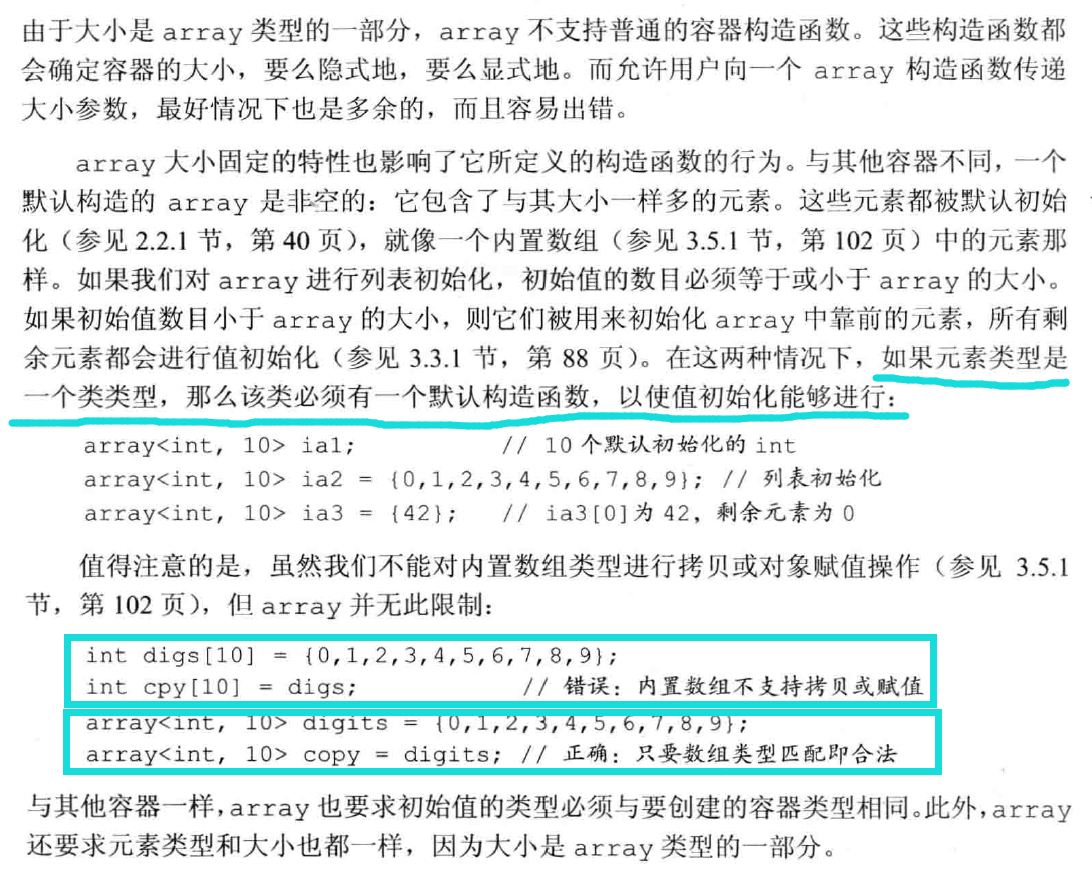 由于大小是 array 类型的一部分，array 不支持普通的容器构造函数。这些构造函数都
会确定容器的大小，要么隐式地，要么显式地。而允许用户向一个 array 构造函数传递
大小参数，最好情况下也是多余的，而且容易出错。
array 大小固定的特性也影响了它所定义的构造函数的行为。与其他容器不同，一个
默认构造的 array 是非空的：它包含了与其大小一样多的元素。这些元素都被默认初始
化（参见 2.2.1 节，第 40 页），就像一个内置数组（参见 3.5.1 节，第 102 页）中的元素那
样。如果我们对 array 进行列表初始化，初始值的数目必须等于或小于 array 的大小。
如果初始值数目小于 array 的大小，则它们被用来初始化 array 中靠前的元素，所有剩
余元素都会进行值初始化（参见 3.3.1 节，第 88 页）。在这两种情况下，如果元素类型是
一个类类型，那么该类必须有一个默认构造函数，以使值初始化能够进行：
array<int, 10> ia1; // 10 个默认初始化的 int
array<int, 10> ia2 = {0,1,2,3,4,5,6,7,8,9}; // 列表初始化
array<int, 10> ia3 = {42}; // ia3[0]为 42, 剩余元素为 0
值得注意的是，虽然我们不能对内置数组类型进行拷贝或对象赋值操作（参见 3.5.1
节，第 102 页），但 array 并无此限制：
int digs[10] = {0,1,2,3,4,5,6,7,8,9};
int cpy[10] = digs; // 错误：内置数组不支持拷贝或赋值
array<int, 10> digits = {0,1,2,3,4,5,6,7,8,9};
array<int, 10> copy = digits; // 正确：只要数组类型匹配即合法
与其他容器一样，array 也要求初始值的类型必须与要创建的容器类型相同。此外，array
还要求元素类型和大小也都一样，因为大小是 array 类型的一部分。